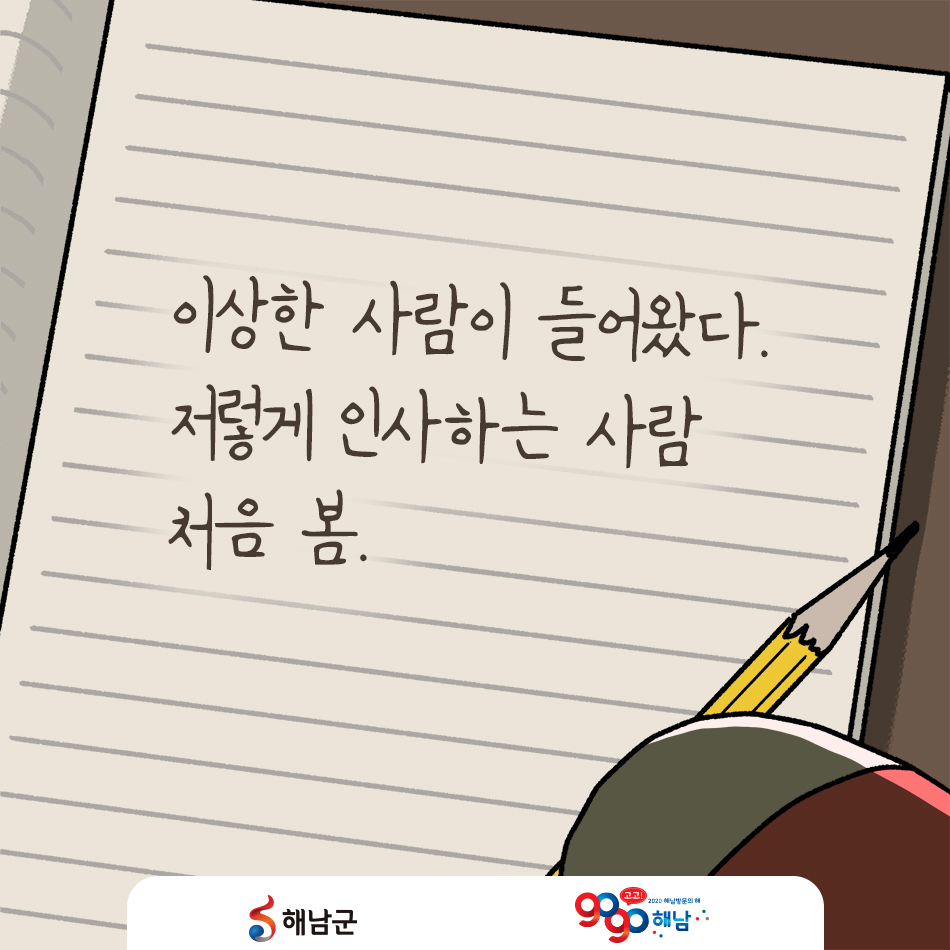 이상한 사람이 들어왔다.
저렇게 인사하는 사람
처음 봄.
해남군
고고!
2020 해남방문의 해
gogo 해남